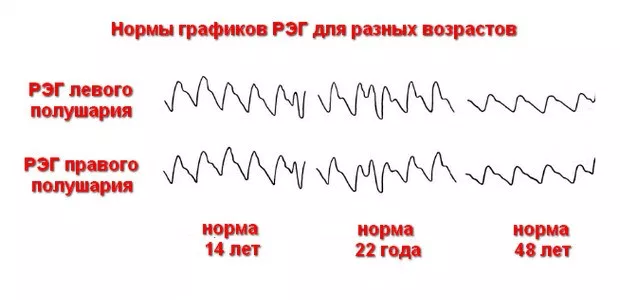 Нормы графиков РЭГ для разных возрастов
РЭГ левого
полушария
РЭГ правого
полушария
норма
14 лет
норма
22 года
норма
48 лет